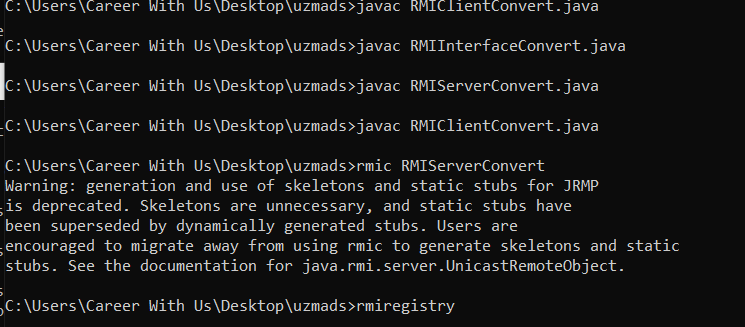 C:\Users\Career With Us\Desktop\uzmads>javac RMIClientConvert.java
C:\Users\Career With Us\Desktop\uzmads>javac RMIInterfaceConvert.java
C:\Users\Career With Us\Desktop\uzmads>javac RMIServerConvert.java
C:\Users\Career With Us\Desktop\uzmads>javac RMIClientConvert.java
C:\Users\Career With Us\Desktop\uzmads>rmic RMIServerConvert
Warning: generation and use of skeletons and static stubs for JRMP
is deprecated. Skeletons are unnecessary, and static stubs have
been superseded by dynamically generated stubs. Users are
encouraged to migrate away from using rmic to generate skeletons and static
stubs. See the documentation for java.rmi.server.UnicastRemoteObject.
C:\Users\Career With Us\Desktop\uzmads>rmiregistry